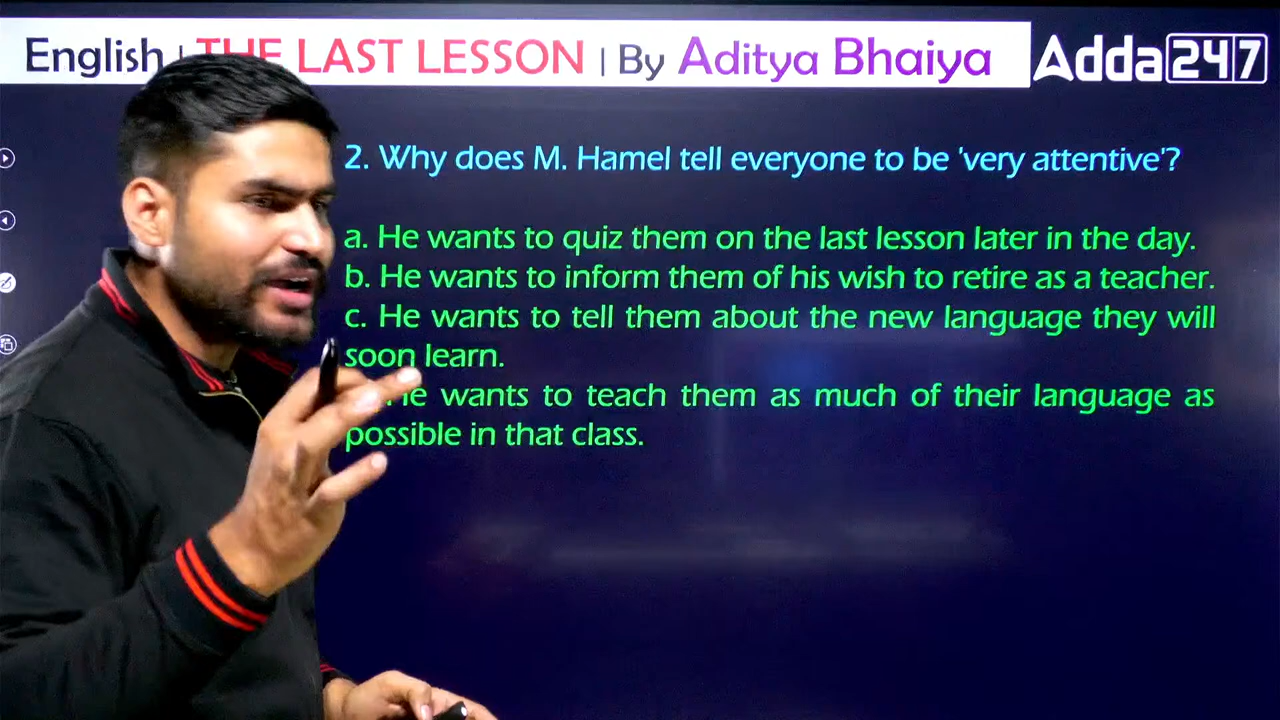 English | THE LAST LESSON | By Aditya Bhaiya
Adda247
2. Why does M. Hamel tell everyone to be 'very attentive'?
a. He wants to quiz them on the last lesson later in the day.
b. He wants to inform them of his wish to retire as a teacher.
c. He wants to tell them about the new language they will
soon learn.
He wants to teach them as much of their language as
possible in that class.